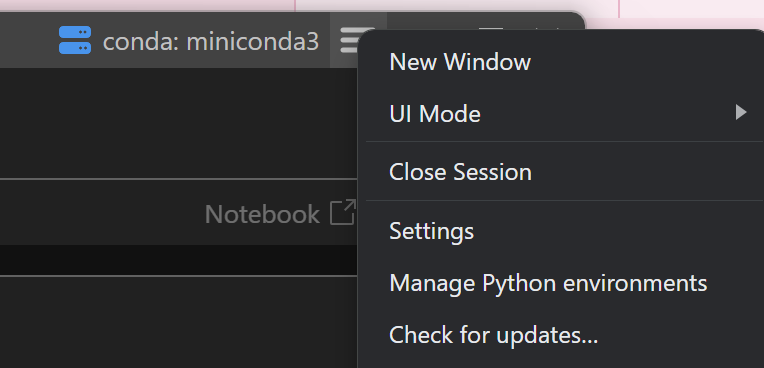 conda: miniconda3
New Window
UI Mode
Close Session
Notebook
Settings
Manage Python environments
Check for updates...